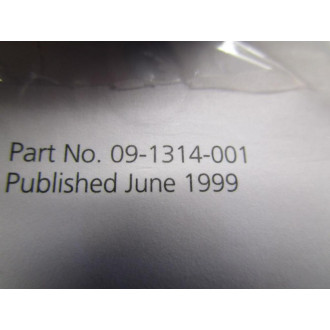 Part No. 09-1314-001
Published June 1999